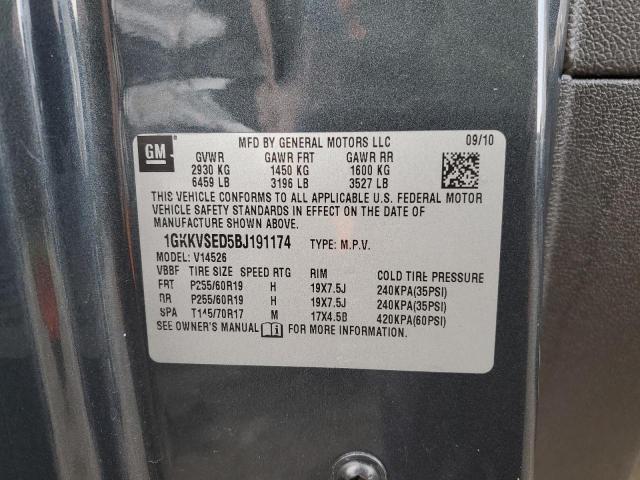 GM
MFD BY GENERAL MOTORS LLC 09/10
GVWR GAWR FRT GAWR RR
2930 KG 1450 KG 1600 KG
6459 LB 3196 LB 3527 LB
THIS VEHICLE CONFORMS TO ALL APPLICABLE U.S. FEDERAL MOTOR
VEHICLE SAFETY STANDARDS IN EFFECT ON THE DATE OF
MANUFACTURE SHOWN ABOVE.
1GKKVSED5BJ191174 TYPE: M.P.V.
MODEL: V14526
VBBF TIRE SIZE SPEED RTG RIM COLD TIRE PRESSURE
FRT P255/60R19 H 19X7.5J 240KPA(35PSI)
RR P255/60R19 H 19X7.5J 240KPA(35PSI)
SPA T145/70R17 M 17X4.5B 420KPA(60PSI)
SEE OWNER'S MANUAL FOR MORE INFORMATION.